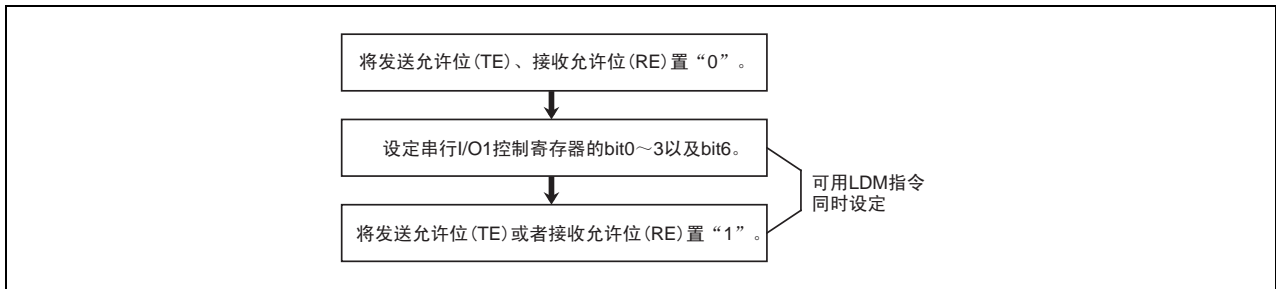 将发送允许位(TE)、接收允许位(RE)置“0”。
设定串行I/O1控制寄存器的bit0～3以及bit6。
可用LDM指令
同时设定
将发送允许位(TE)或者接收允许位(RE)置“1”。